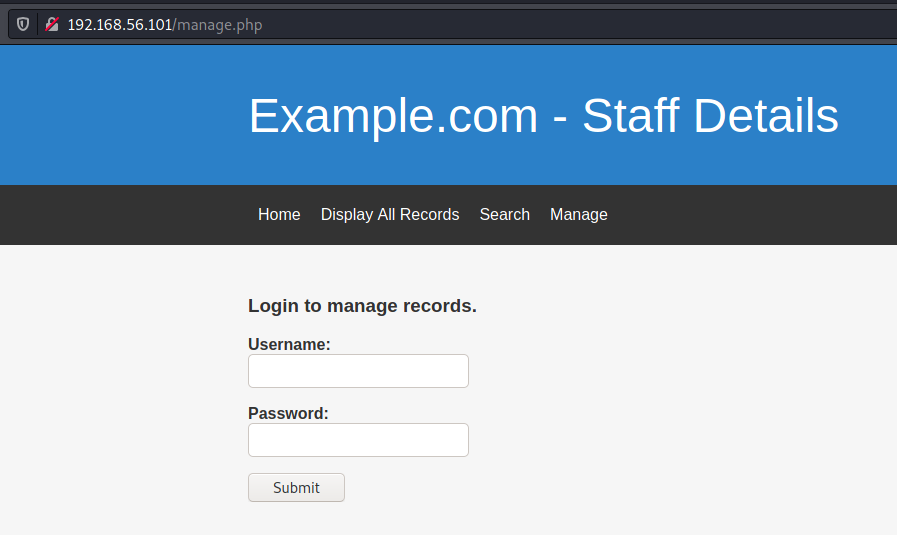 192.168.56.101/manage.php
Example.com - Staff Details
Home Display All Records Search Manage
Login to manage records.
Username:
Password:
Submit